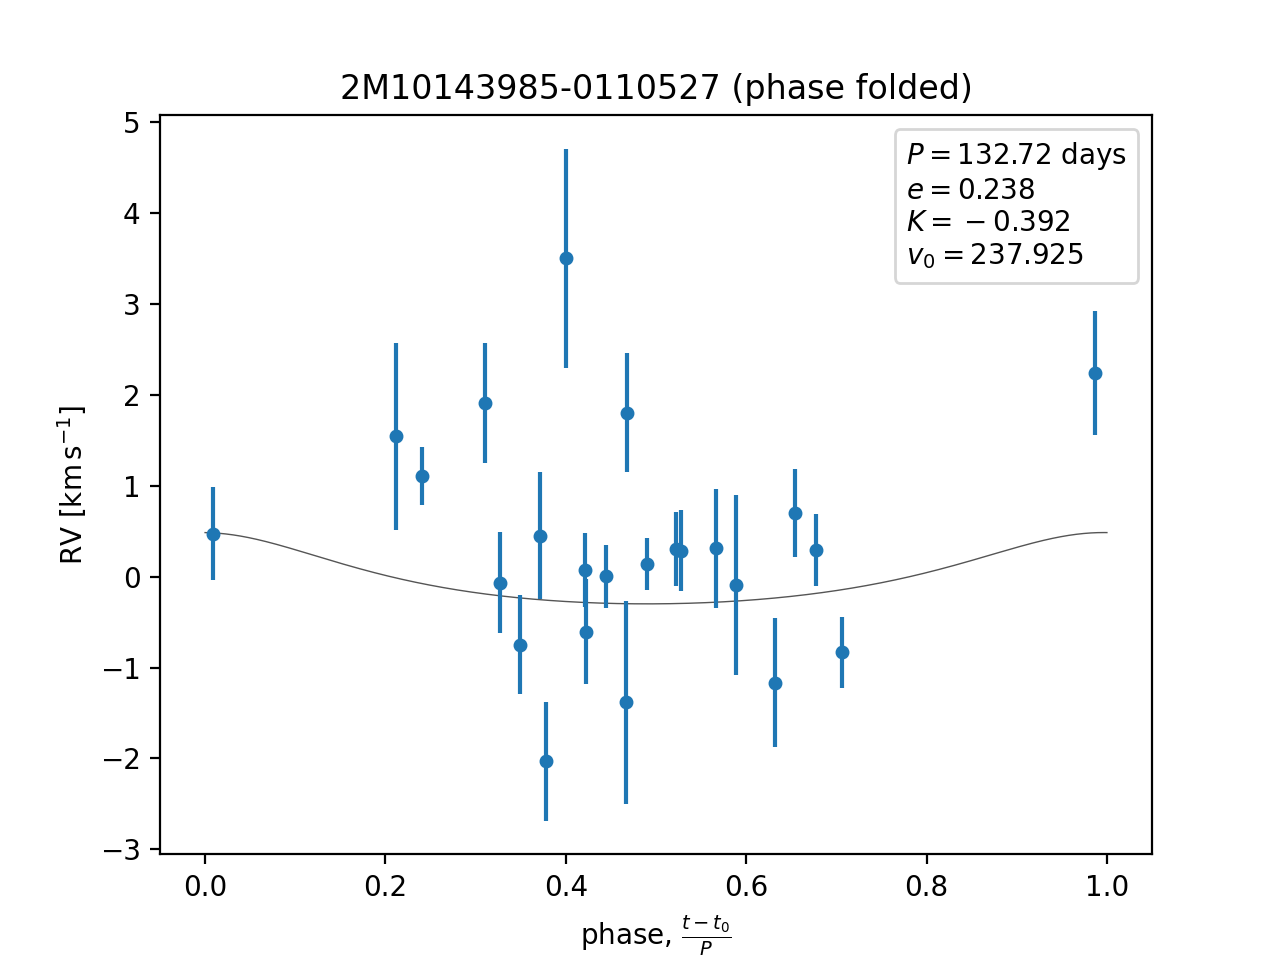 2M10143985-0110527 (phase folded)
P = 132.72 days
e = 0.238
K = −0.392
v₀ = 237.925
RV [km s⁻¹]
5
4
3
2
1
0
−1
−2
−3
0.0 0.2 0.4 0.6 0.8 1.0
phase, (t − t₀)/P